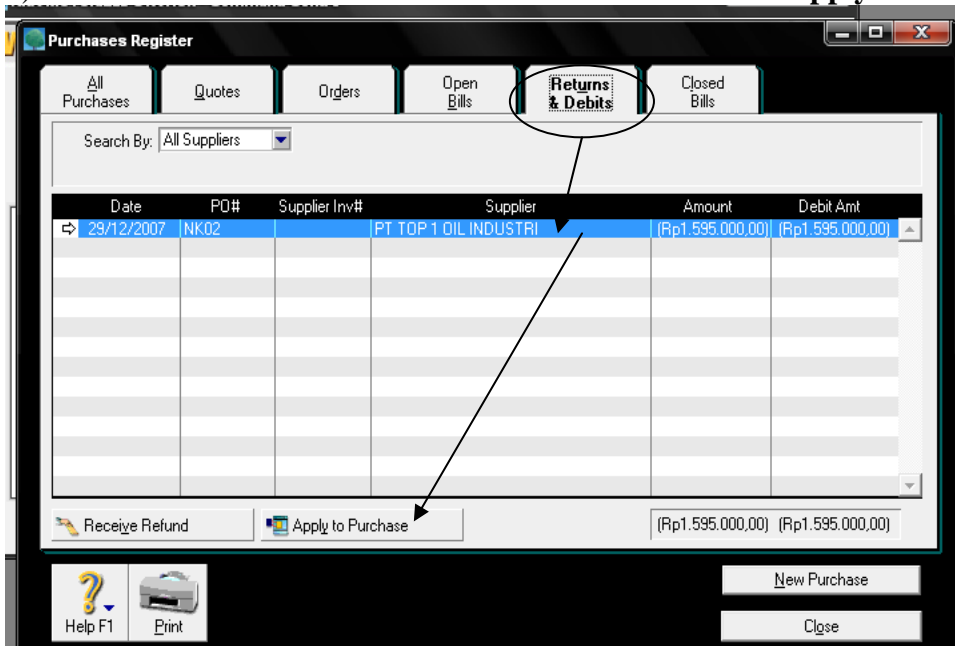 Purchases Register
All Purchases
Quotes
Orders
Open Bills
Returns & Debits
Closed Bills
Search By: All Suppliers
Date PO# Supplier Inv# Supplier Amount Debit Amt
29/12/2007 NK02 PT TOP 1 OIL INDUSTRI (Rp1.595.000,00) (Rp1.595.000,00)
Receive Refund Apply to Purchase (Rp1.595.000,00) (Rp1.595.000,00)
New Purchase
Help F1 Print Close